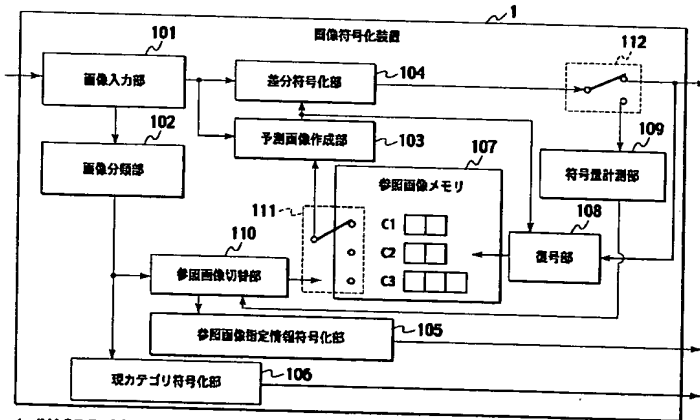 1
画像符号化装置
101
画像入力部
差分符号化部
104
112
102
画像分類部
予測画像作成部
103
109
符号量計測部
107
参照画像メモリ
111
C1
C2
C3
108
復号部
110
参照画像切替部
参照画像指定情報符号化部
105
現カテゴリ符号化部
106